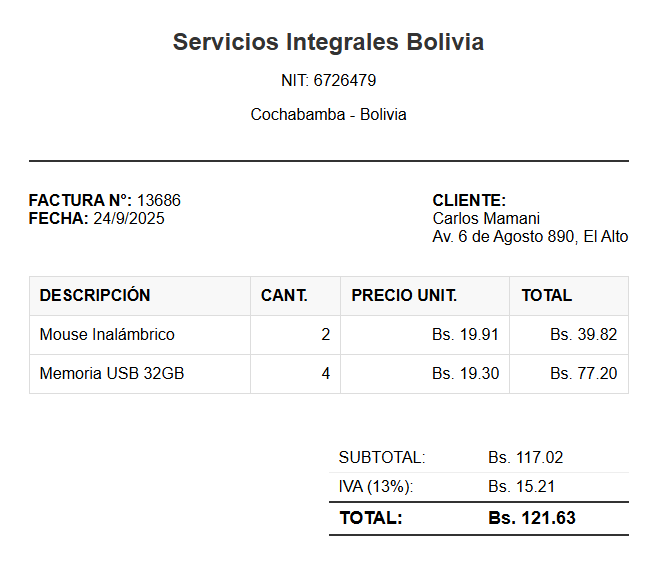 Servicios Integrales Bolivia
NIT: 6726479
Cochabamba - Bolivia
FACTURA N°: 13686
FECHA: 24/9/2025
CLIENTE:
Carlos Mamani
Av. 6 de Agosto 890, El Alto
DESCRIPCIÓN CANT. PRECIO UNIT. TOTAL
Mouse Inalámbrico 2 Bs. 19.91 Bs. 39.82
Memoria USB 32GB 4 Bs. 19.30 Bs. 77.20
SUBTOTAL: Bs. 117.02
IVA (13%): Bs. 15.21
TOTAL: Bs. 121.63